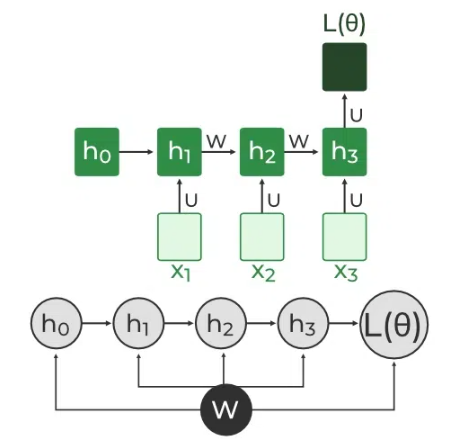 L(θ)
U
h₀ h₁ W h₂ W h₃
U U U
x₁ x₂ x₃
h₀ h₁ h₂ h₃ L(θ)
W